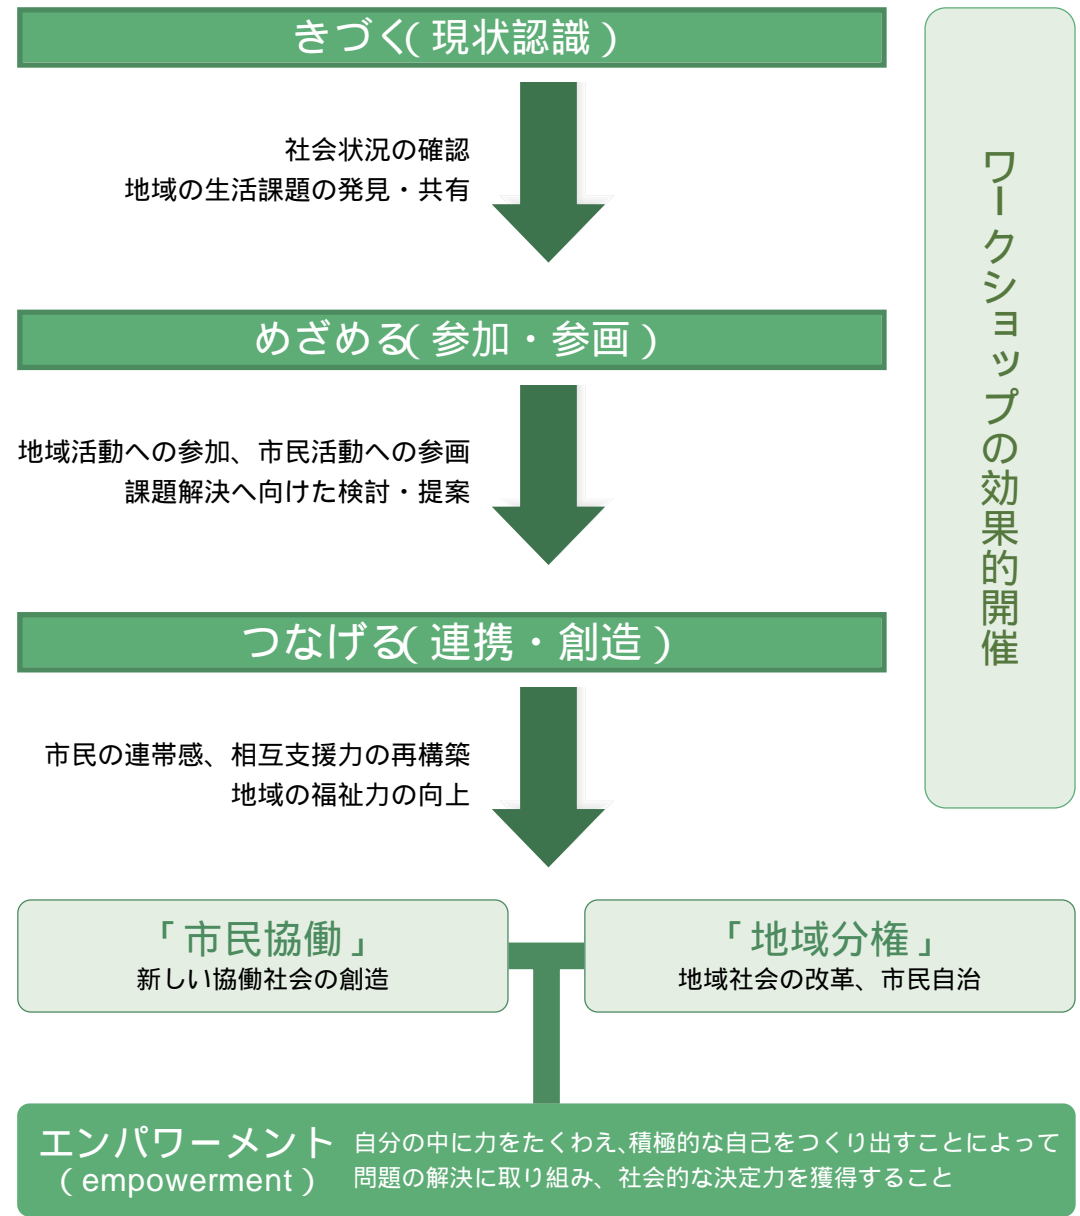 きづく(現状認識)
社会状況の確認
地域の生活課題の発見・共有
めざめる(参加・参画)
地域活動への参加、市民活動への参画
課題解決へ向けた検討・提案
つなげる(連携・創造)
市民の連帯感、相互支援力の再構築
地域の福祉力の向上
ワークショップの効果的開催
「市民協働」
新しい協働社会の創造
「地域分権」
地域社会の改革、市民自治
エンパワーメント
(empowerment)
自分の中に力をたくわえ、積極的な自己をつくり出すことによって
問題の解決に取り組み、社会的な決定力を獲得すること